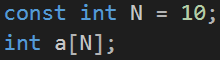 const int N = 10;
int a[N];